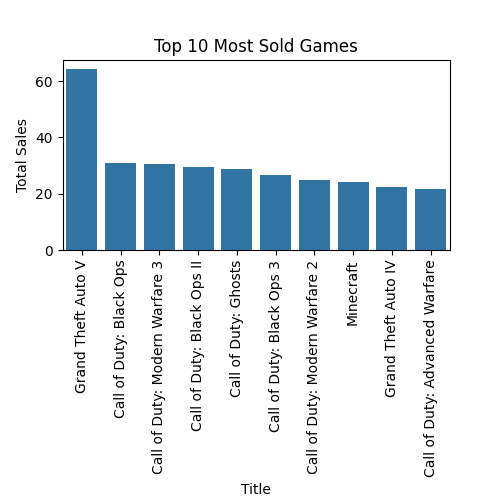 Top 10 Most Sold Games
Total Sales
60
40
20
0
Grand Theft Auto V
Call of Duty: Black Ops
Call of Duty: Modern Warfare 3
Call of Duty: Black Ops II
Call of Duty: Ghosts
Call of Duty: Black Ops 3
Call of Duty: Modern Warfare 2
Minecraft
Grand Theft Auto IV
Call of Duty: Advanced Warfare
Title